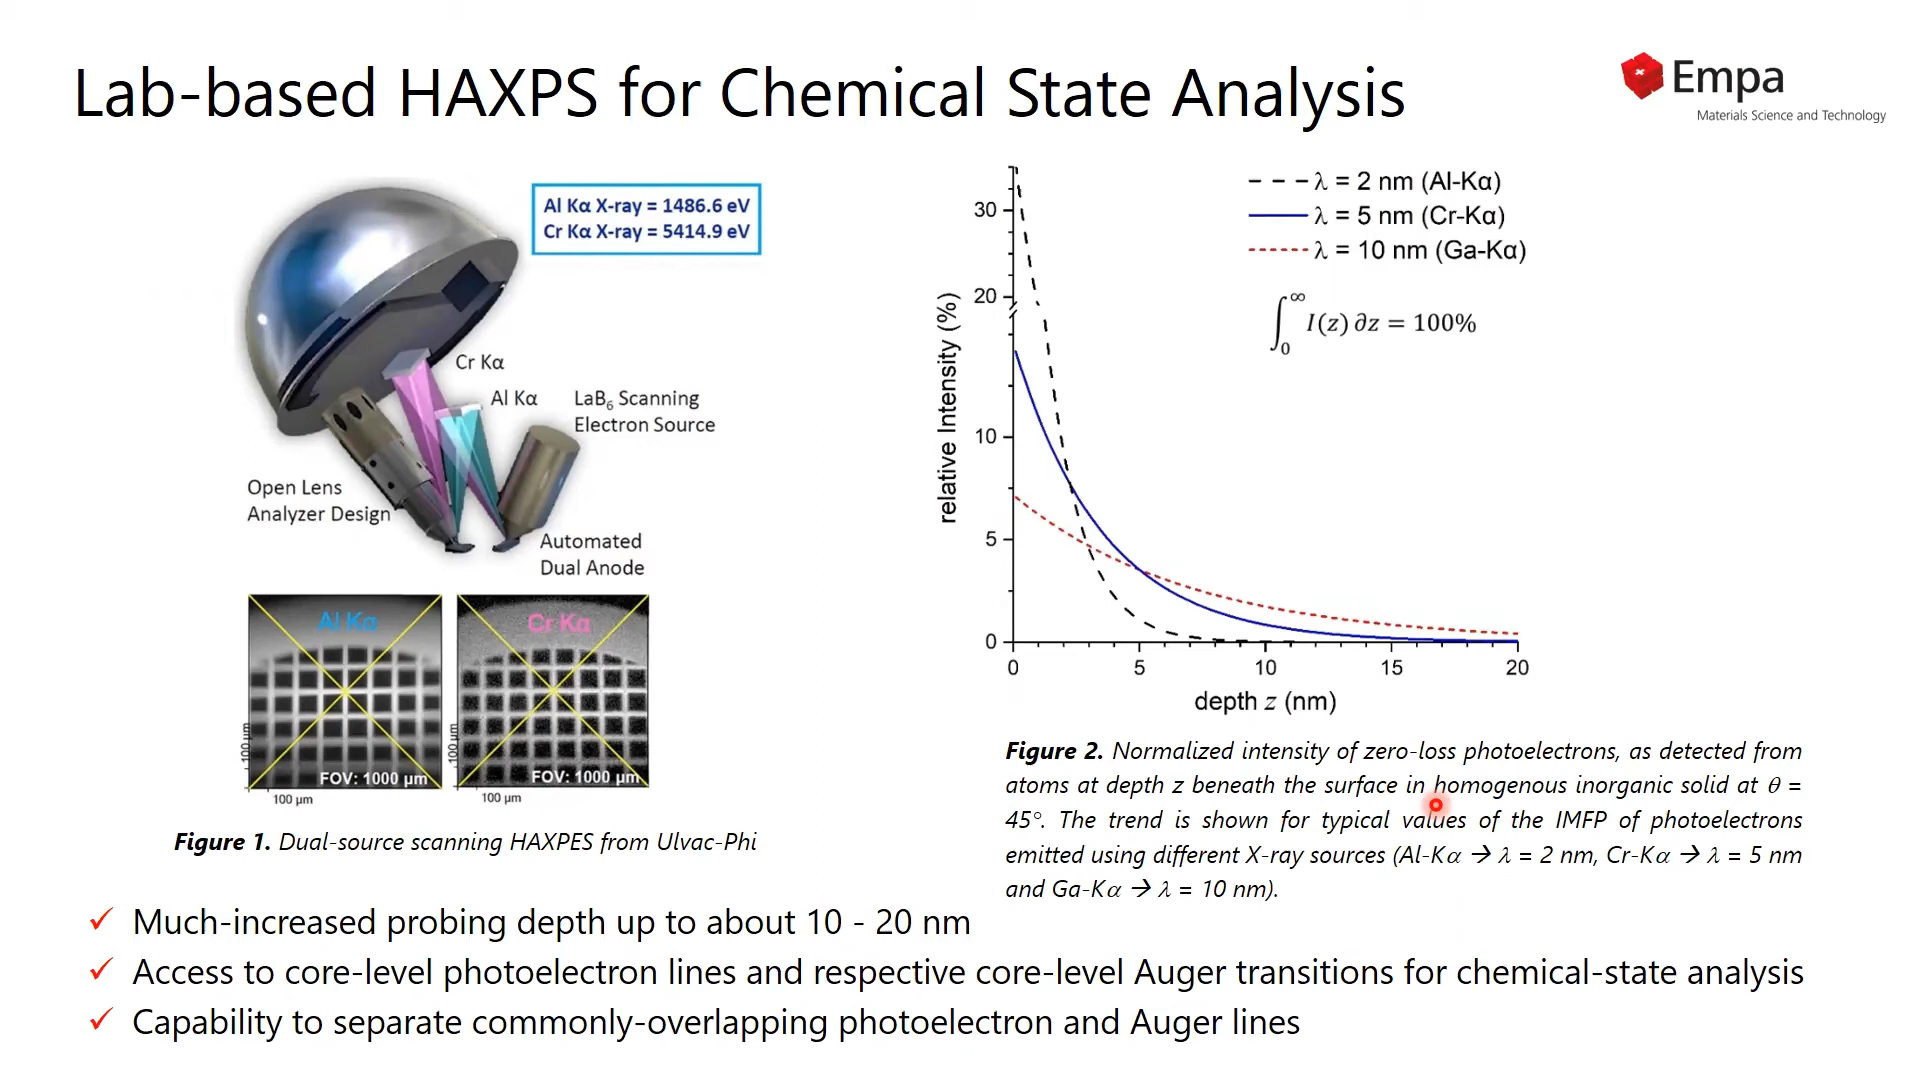 Lab-based HAXPS for Chemical State Analysis
Empa
Materials Science and Technology
Al Kα X-ray = 1486.6 eV
Cr Kα X-ray = 5414.9 eV
Cr Kα
Al Kα
LaB6 Scanning
Electron Source
Open Lens
Analyzer Design
Automated
Dual Anode
Al Kα
FOV: 1000 μm
100 μm
100 μm
Cr Kα
FOV: 1000 μm
100 μm
100 μm
Figure 1. Dual-source scanning HAXPES from Ulvac-Phi
λ = 2 nm (Al-Kα)
λ = 5 nm (Cr-Kα)
λ = 10 nm (Ga-Kα)
∫0∞ I(z) ∂z = 100%
relative Intensity (%)
30
20
10
5
0
0 5 10 15 20
depth z (nm)
Figure 2. Normalized intensity of zero-loss photoelectrons, as detected from
atoms at depth z beneath the surface in homogenous inorganic solid at θ =
45°. The trend is shown for typical values of the IMFP of photoelectrons
emitted using different X-ray sources (Al-Kα → λ = 2 nm, Cr-Kα → λ = 5 nm
and Ga-Kα → λ = 10 nm).
✓ Much-increased probing depth up to about 10 - 20 nm
✓ Access to core-level photoelectron lines and respective core-level Auger transitions for chemical-state analysis
✓ Capability to separate commonly-overlapping photoelectron and Auger lines